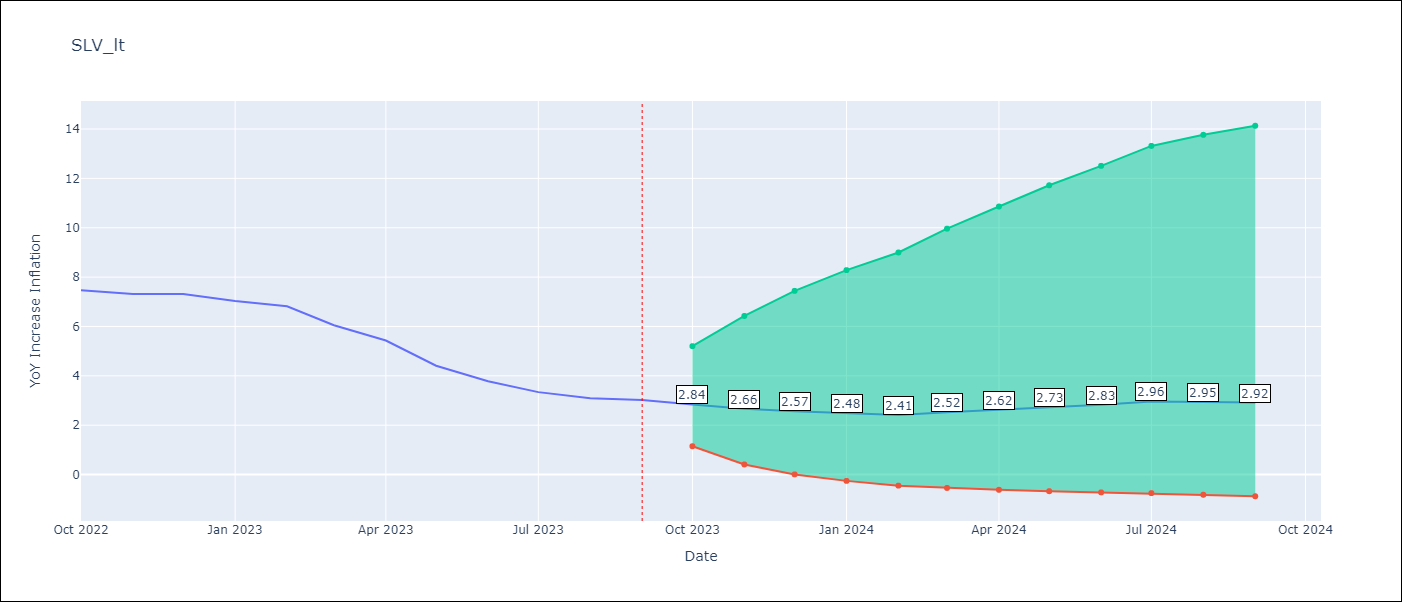 SLV_lt
YoY Increase Inflation
14
12
10
8
6
4
2
0
2.84
2.66
2.57
2.48
2.41
2.52
2.62
2.73
2.83
2.96
2.95
2.92
Oct 2022
Jan 2023
Apr 2023
Jul 2023
Oct 2023
Jan 2024
Apr 2024
Jul 2024
Oct 2024
Date